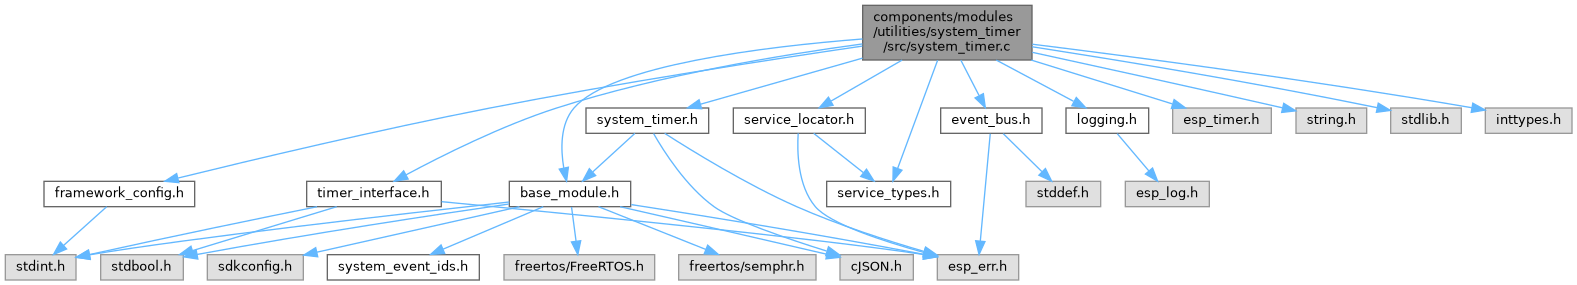 components/modules
/utilities/system_timer
/src/system_timer.c
system_timer.h
service_locator.h
event_bus.h
logging.h
esp_timer.h
string.h
stdlib.h
inttypes.h
framework_config.h
timer_interface.h
base_module.h
service_types.h
stddef.h
esp_log.h
stdint.h
stdbool.h
sdkconfig.h
system_event_ids.h
freertos/FreeRTOS.h
freertos/semphr.h
cJSON.h
esp_err.h